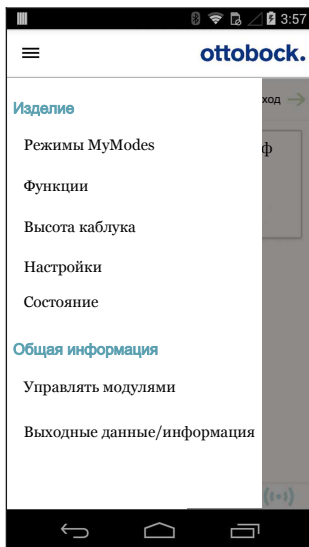 3:57
ottobock.
ход
Изделие
ф
Режимы MyModes
Функции
Высота каблука
Настройки
Состояние
Общая информация
Управлять модулями
Выходные данные/информация